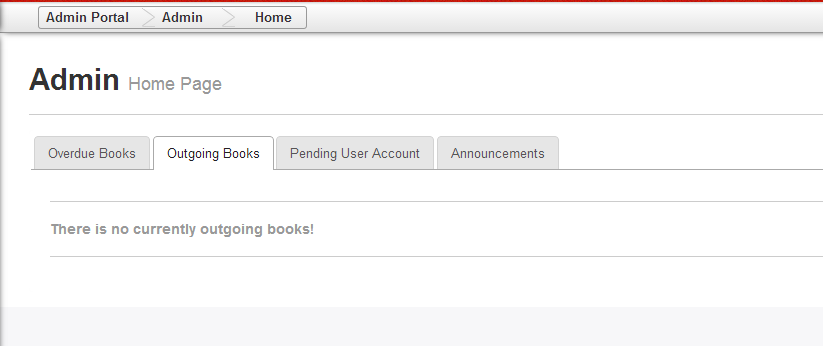 Admin Portal Admin Home
Admin Home Page
Overdue Books Outgoing Books Pending User Account Announcements
There is no currently outgoing books!